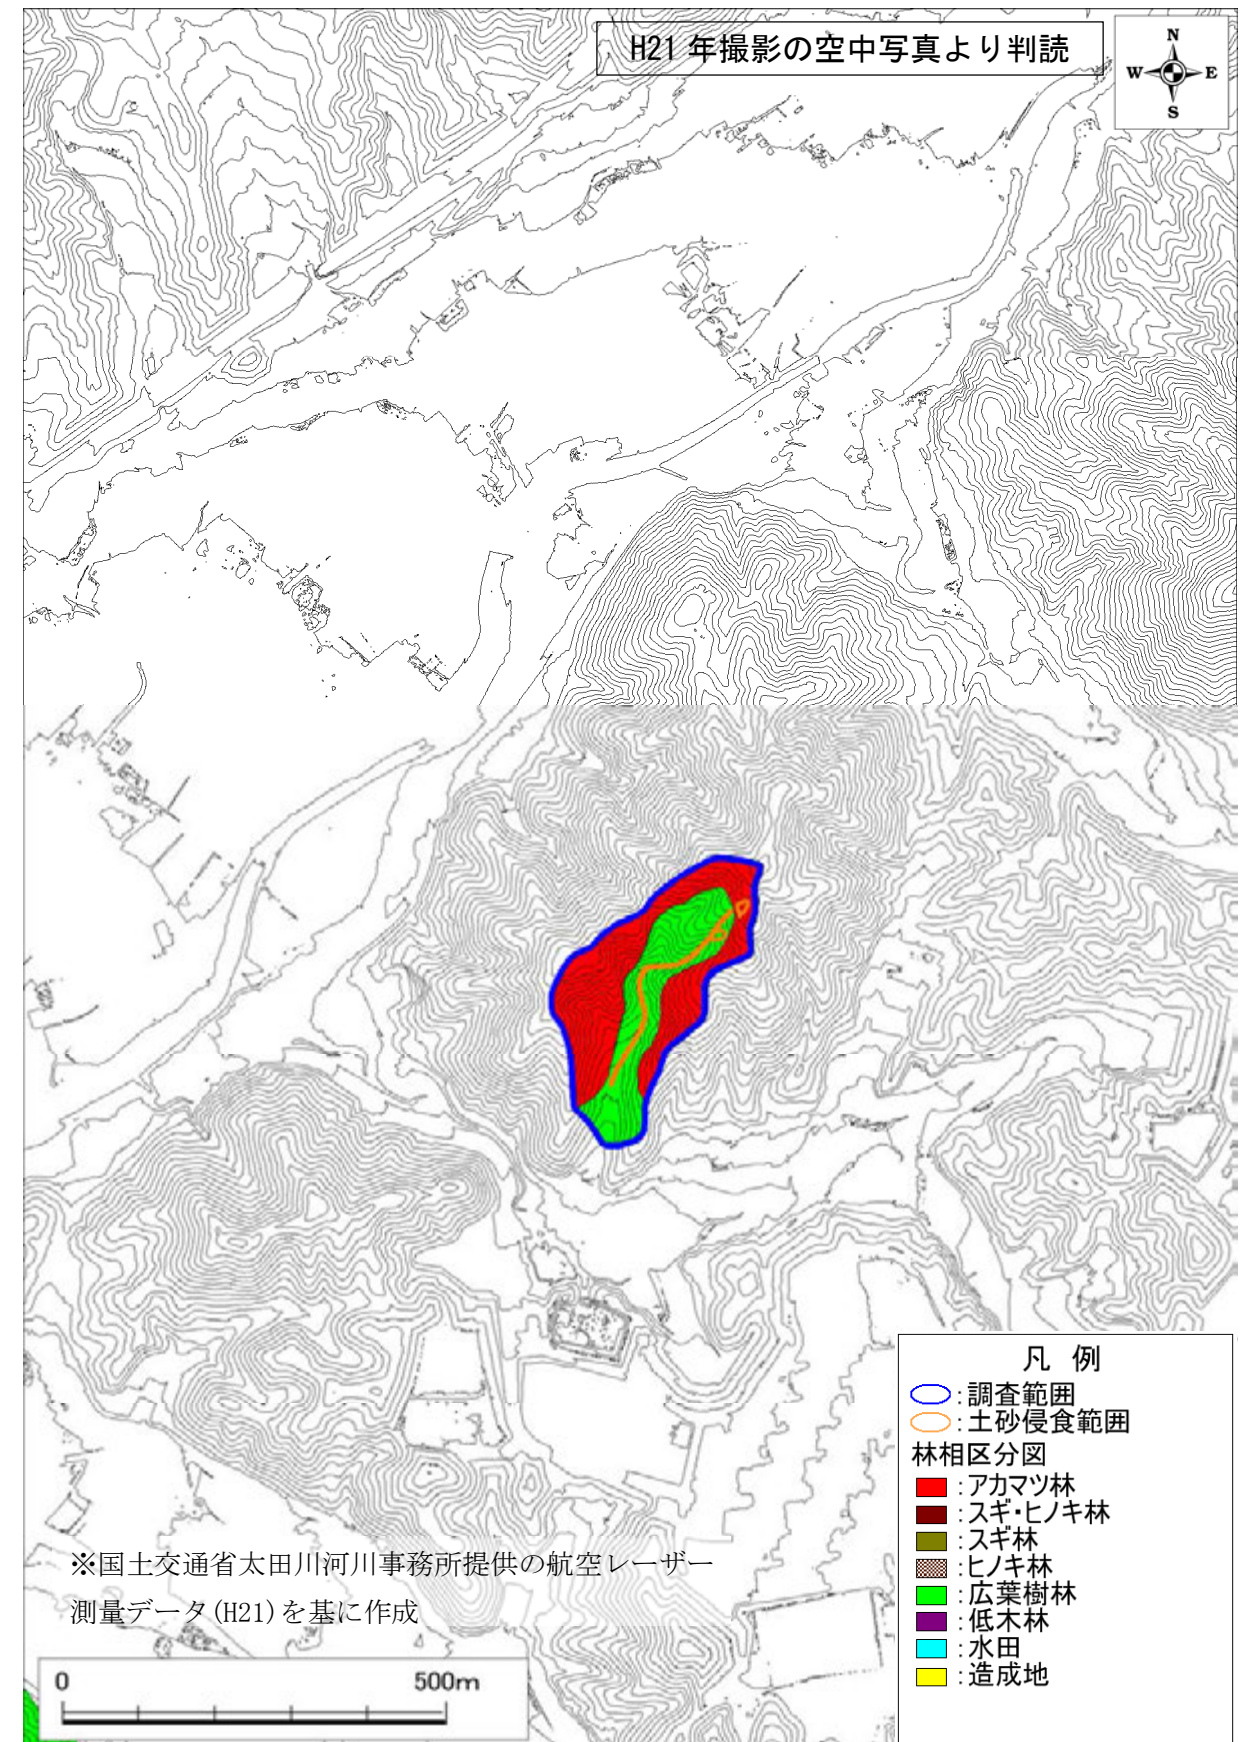 H21 年撮影の空中写真より判読
N
W E
S
凡 例
:調査範囲
:土砂侵食範囲
林相区分図
:アカマツ林
:スギ・ヒノキ林
:スギ林
:ヒノキ林
:広葉樹林
:低木林
:水田
:造成地
※国土交通省太田川河川事務所提供の航空レーザー
測量データ(H21)を基に作成
0 500m